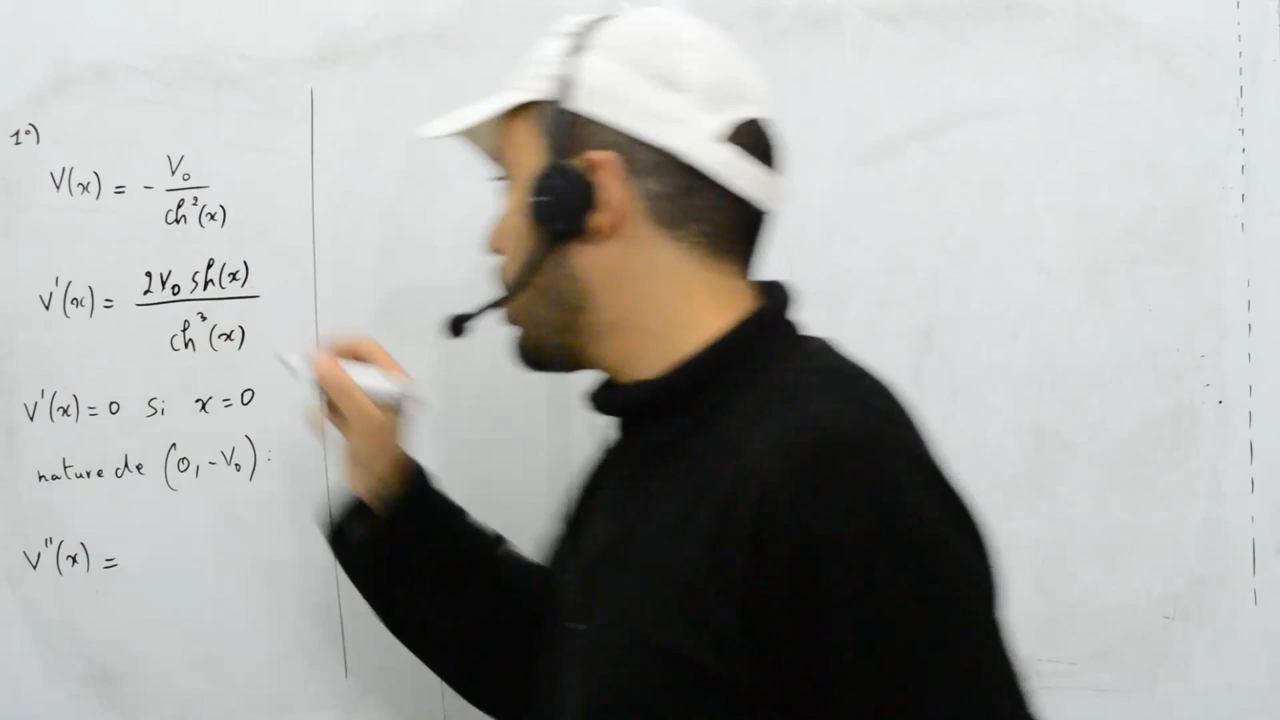 1°)
V(x) = - V₀ / ch²(x)
V'(x) = 2V₀ sh(x) / ch³(x)
V'(x) = 0 Si x = 0
nature de (0, -V₀) :
V''(x) =